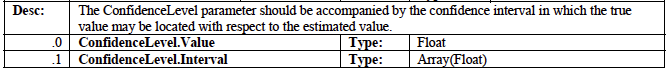 Desc: The ConfidenceLevel parameter should be accompanied by the confidence interval in which the true
value may be located with respect to the estimated value.
.0 ConfidenceLevel.Value Type: Float
.1 ConfidenceLevel.Interval Type: Array(Float)